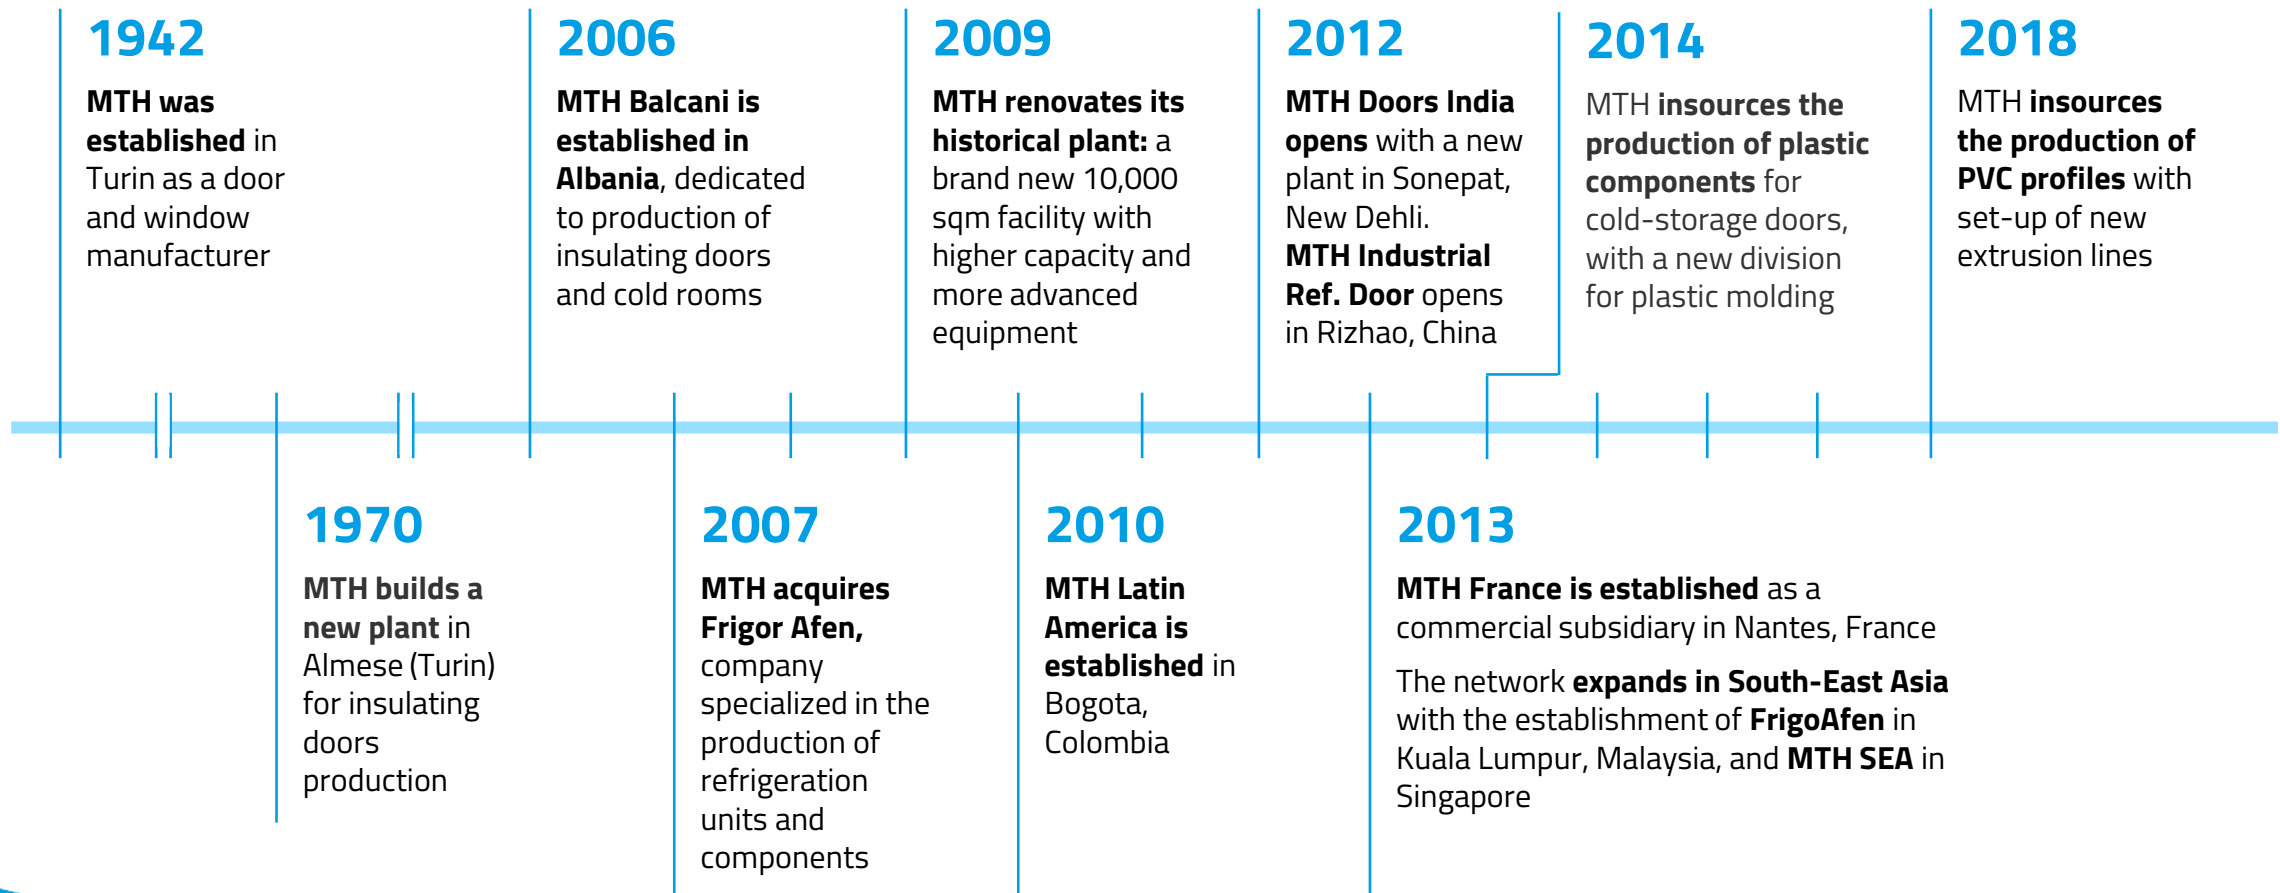 1942
MTH was
established in
Turin as a door
and window
manufacturer
2006
MTH Balcani is
established in
Albania, dedicated
to production of
insulating doors
and cold rooms
2009
MTH renovates its
historical plant: a
brand new 10,000
sqm facility with
higher capacity and
more advanced
equipment
2012
MTH Doors India
opens with a new
plant in Sonepat,
New Dehli.
MTH Industrial
Ref. Door opens
in Rizhao, China
2014
MTH insources the
production of plastic
components for
cold-storage doors,
with a new division
for plastic molding
2018
MTH insources
the production of
PVC profiles with
set-up of new
extrusion lines
1970
MTH builds a
new plant in
Almese (Turin)
for insulating
doors
production
2007
MTH acquires
Frigor Afen,
company
specialized in the
production of
refrigeration
units and
components
2010
MTH Latin
America is
established in
Bogota,
Colombia
2013
MTH France is established as a
commercial subsidiary in Nantes, France
The network expands in South-East Asia
with the establishment of FrigoAfen in
Kuala Lumpur, Malaysia, and MTH SEA in
Singapore